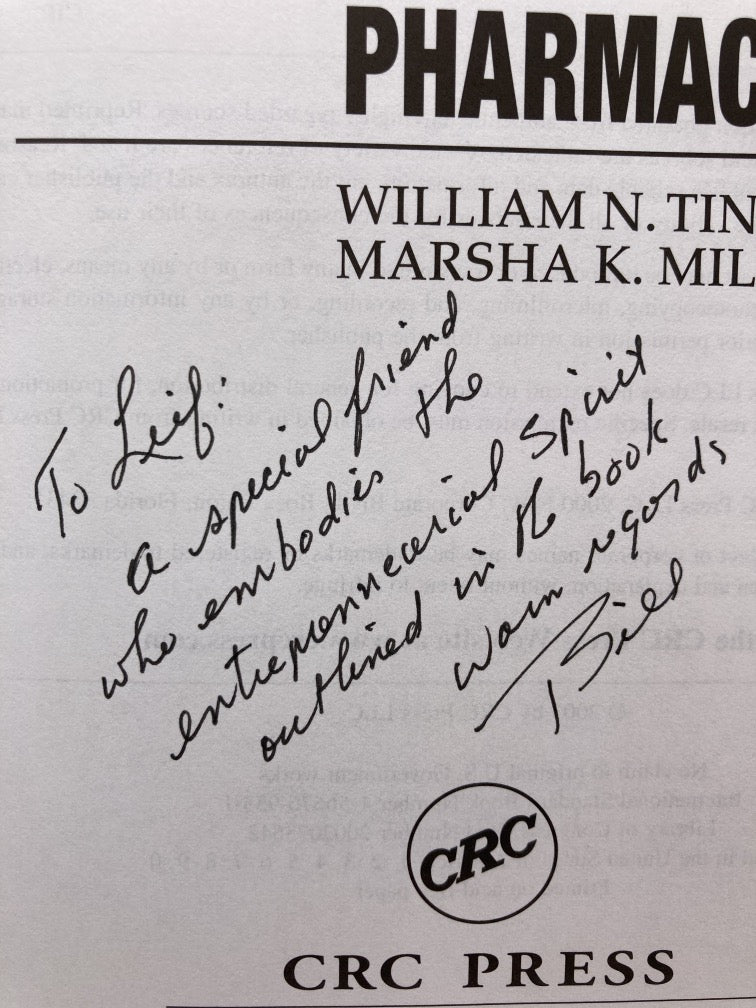 PHARMAC
WILLIAM N. TIN
MARSHA K. MIL
To Leif
a special friend
who embodies the
entreprenuerial spirit
outlined in the book
warm regards
Bill
CRC
CRC PRESS